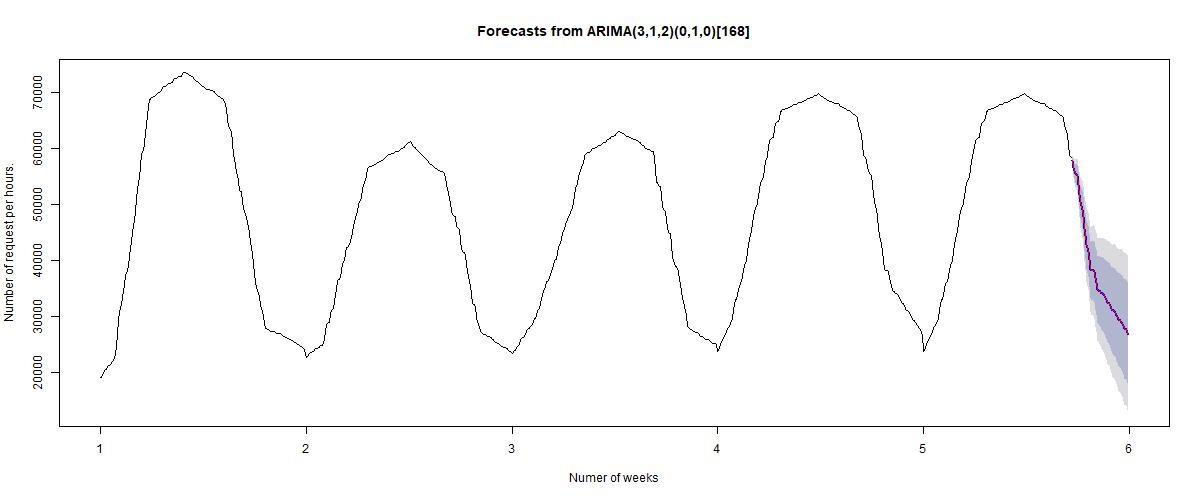 Forecasts from ARIMA(3,1,2)(0,1,0)[168]
Number of request per hours.
70000
60000
50000
40000
30000
20000
1 2 3 4 5 6
Numer of weeks